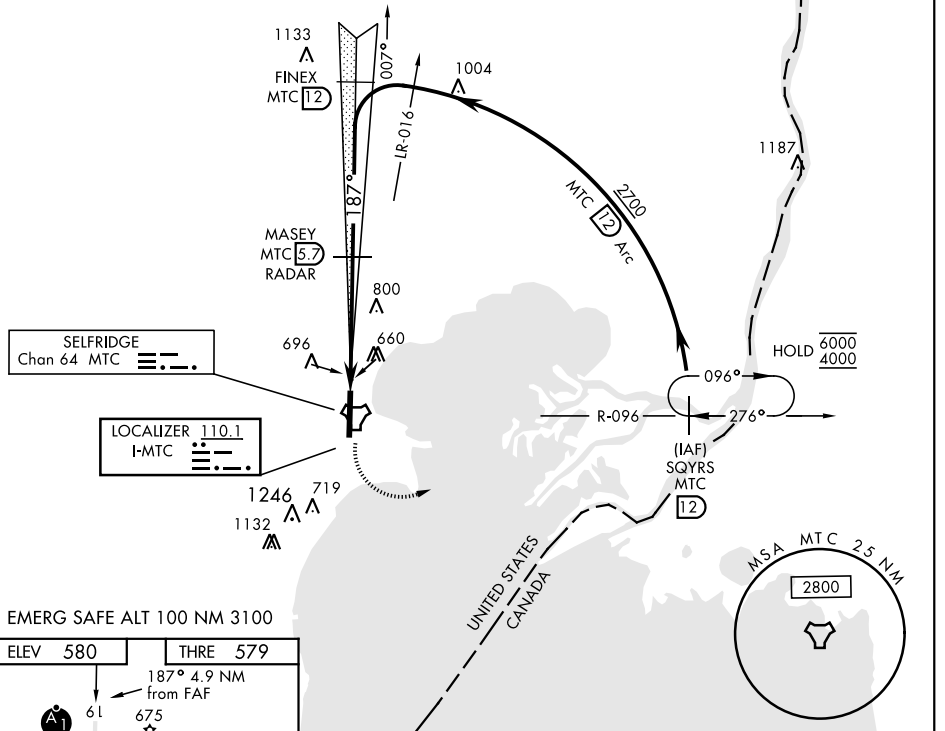 1133
FINEX
MTC 12
007°
1004
LR-016
1187
2700
MTC 12 Arc
187°
MASEY
MTC 5.7
RADAR
800
696
660
SELFRIDGE
Chan 64 MTC
HOLD 6000
4000
096°
R-096
276°
(IAF)
SQYRS
MTC
12
LOCALIZER 110.1
I-MTC
1246
719
1132
UNITED STATES
CANADA
MSA MTC 25 NM
2800
EMERG SAFE ALT 100 NM 3100
ELEV 580
THRE 579
187° 4.9 NM
from FAF
A1
19
675